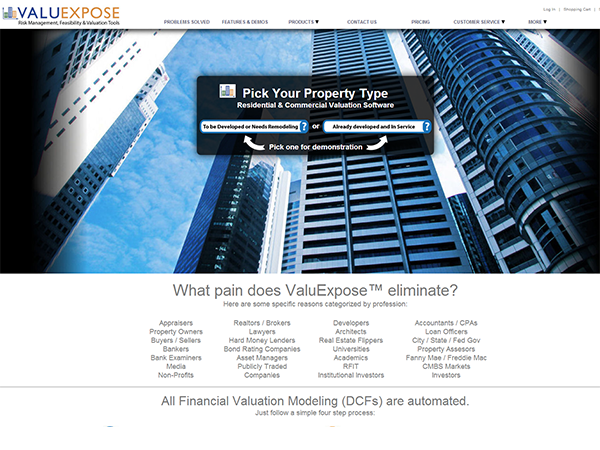 VALUEXPOSE
Risk Management, Feasibility & Valuation Tools
Log In | Shopping Cart |
PROBLEMS SOLVED FEATURES & DEMOS PRODUCTS ▼ CONTACT US PRICING CUSTOMER SERVICE ▼ MORE ▼
Pick Your Property Type
Residential & Commercial Valuation Software
To be Developed or Needs Remodeling ? or Already developed and In Service ?
Pick one for demonstration
What pain does ValuExpose™ eliminate?
Here are some specific reasons categorized by profession:
Appraisers
Property Owners
Buyers / Sellers
Bankers
Bank Examiners
Media
Non-Profits
Realtors / Brokers
Lawyers
Hard Money Lenders
Bond Rating Companies
Asset Managers
Publicly Traded
Companies
Developers
Architects
Real Estate Flippers
Universities
Academics
RFIT
Institutional Investors
Accountants / CPAs
Loan Officers
City / State / Fed Gov
Property Assesors
Fanny Mae / Freddie Mac
CMBS Markets
Investors
All Financial Valuation Modeling (DCFs) are automated.
Just follow a simple four step process: